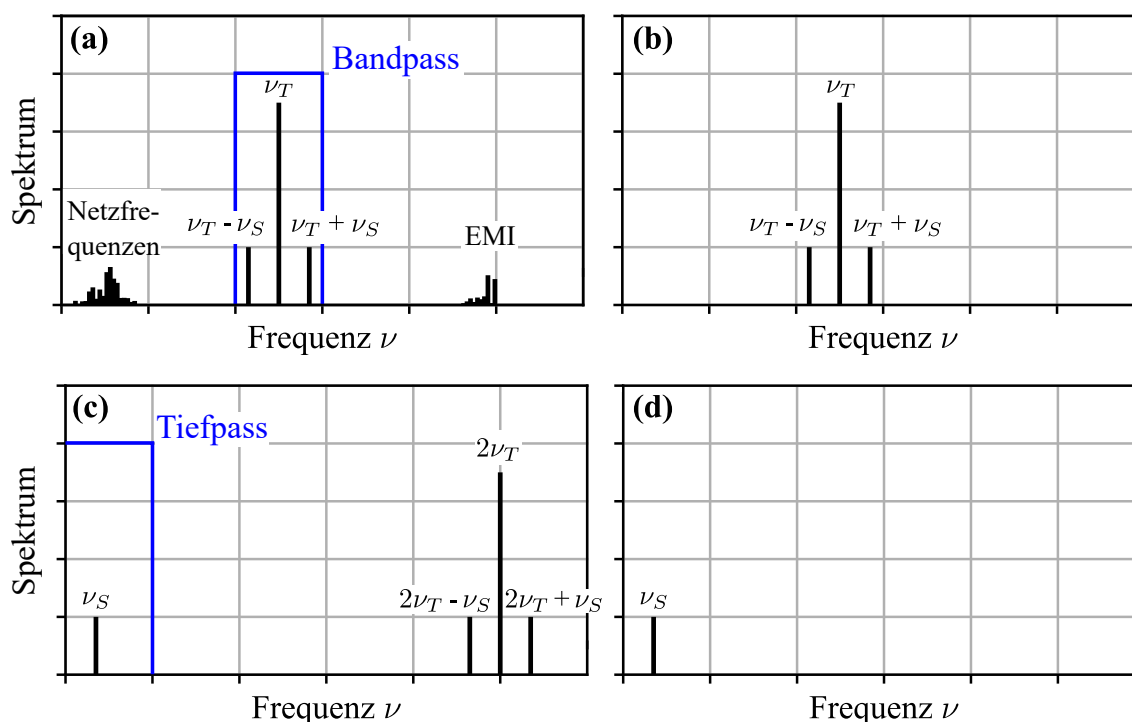 (a)
Bandpass
ν_T
Netzfre-
quenzen
ν_T - ν_S
ν_T + ν_S
EMI
Spektrum
Frequenz ν
(b)
ν_T
ν_T - ν_S
ν_T + ν_S
Frequenz ν
(c)
Tiefpass
2ν_T
ν_S
2ν_T - ν_S
2ν_T + ν_S
Spektrum
Frequenz ν
(d)
ν_S
Frequenz ν